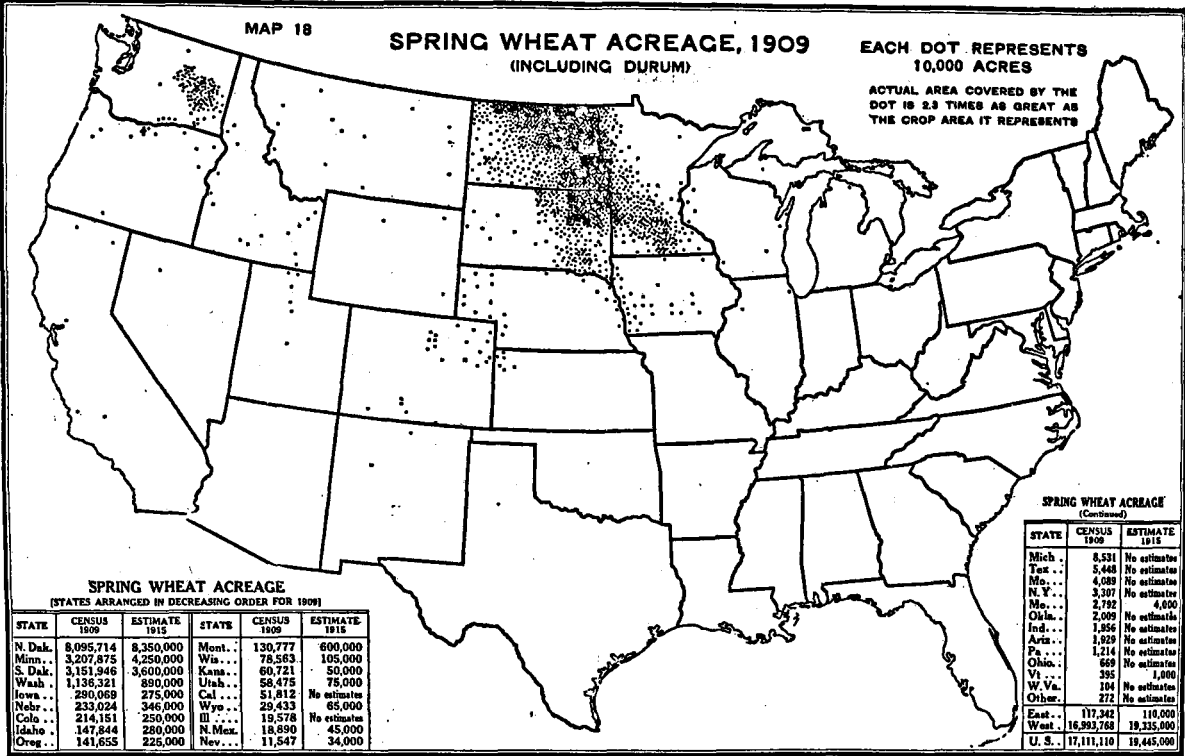 MAP 18
SPRING WHEAT ACREAGE, 1909
(INCLUDING DURUM)
EACH DOT REPRESENTS
10,000 ACRES
ACTUAL AREA COVERED BY THE
DOT IS 2.3 TIMES AS GREAT AS
THE CROP AREA IT REPRESENTS
SPRING WHEAT ACREAGE
[STATES ARRANGED IN DECREASING ORDER FOR 1909]
STATE CENSUS 1909 ESTIMATE 1915 STATE CENSUS 1909 ESTIMATE 1915
N. Dak. 8,095,714 8,350,000 Mont... 130,777 600,000
Minn... 3,207,875 4,250,000 Wis... 78,563 105,000
S. Dak. 3,151,946 3,600,000 Kans... 60,721 50,000
Wash. 1,136,321 890,000 Utah... 58,475 75,000
Iowa... 290,069 275,000 Cal... 51,812 No estimates
Nebr... 233,024 346,000 Wyo... 29,433 65,000
Colo... 214,151 250,000 Ill.... 19,578 No estimates
Idaho.. 147,844 280,000 N. Mex. 18,890 45,000
Oreg... 141,655 225,000 Nev... 11,547 34,000
SPRING WHEAT ACREAGE
(Continued)
STATE CENSUS 1909 ESTIMATE 1915
Mich.. 8,531 No estimates
Tex... 5,448 No estimates
Mo... 4,089 No estimates
N. Y.. 3,307 No estimates
Me... 2,792 4,000
Okla.. 2,009 No estimates
Ind... 1,956 No estimates
Ariz.. 1,929 No estimates
Pa... 1,214 No estimates
Ohio.. 669 No estimates
Vt... 395 1,000
W. Va. 104 No estimates
Other. 272 No estimates
East.. 117,342 110,000
West.. 16,993,768 19,335,000
U. S.. 17,111,110 19,445,000